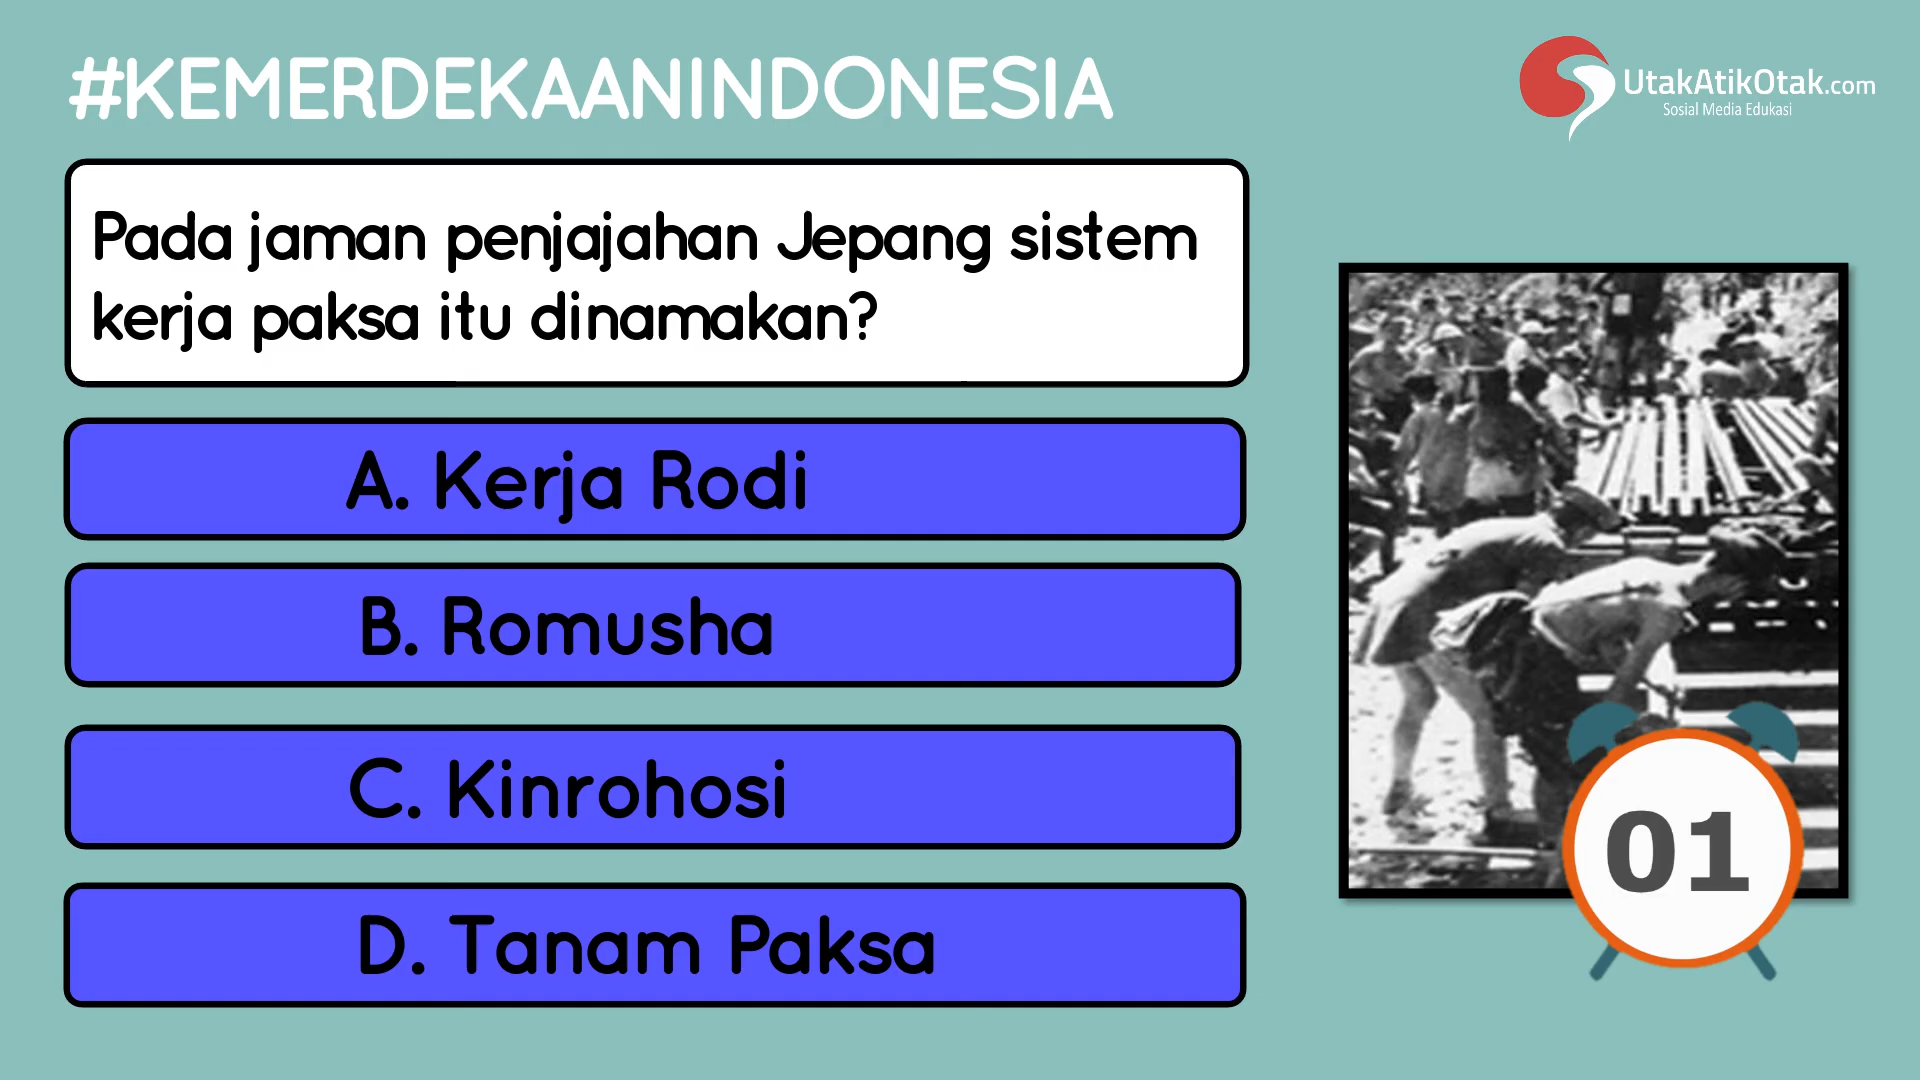 #KEMERDEKAANINDONESIA
UtakAtikOtak.com
Sosial Media Edukasi
Pada jaman penjajahan Jepang sistem
kerja paksa itu dinamakan?
A. Kerja Rodi
B. Romusha
C. Kinrohosi
D. Tanam Paksa
01